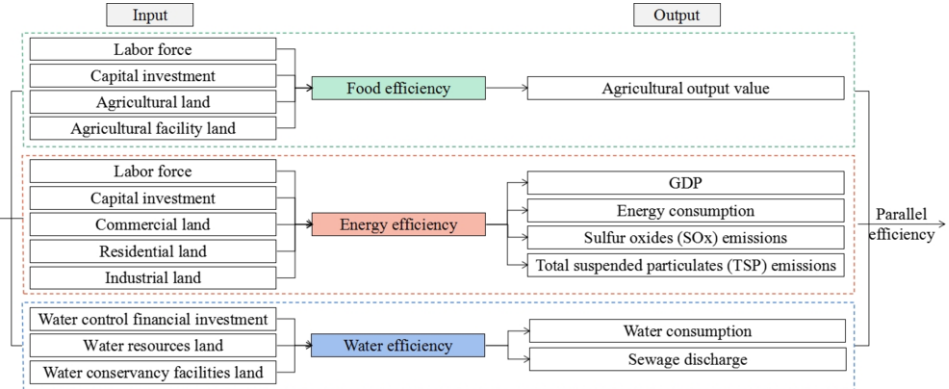 Input
Output
Labor force
Capital investment
Agricultural land
Agricultural facility land
Food efficiency
Agricultural output value
Labor force
Capital investment
Commercial land
Residential land
Industrial land
Energy efficiency
GDP
Energy consumption
Sulfur oxides (SOx) emissions
Total suspended particulates (TSP) emissions
Water control financial investment
Water resources land
Water conservancy facilities land
Water efficiency
Water consumption
Sewage discharge
Parallel
efficiency